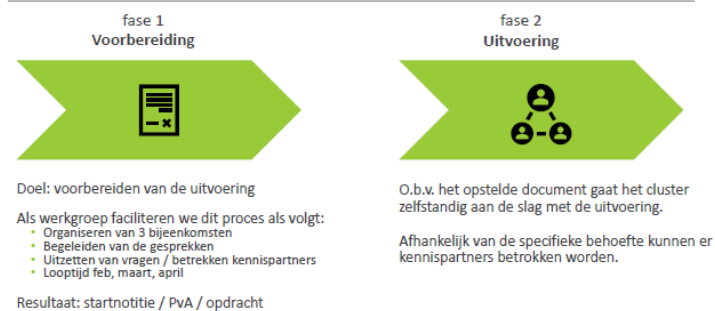 fase 1
Voorbereiding
Doel: voorbereiden van de uitvoering
Als werkgroep faciliteren we dit proces als volgt:
• Organiseren van 3 bijeenkomsten
• Begeleiden van de gesprekken
• Uitzetten van vragen / betrekken kennispartners
• Looptijd feb, maart, april
Resultaat: startnotitie / PvA / opdracht
fase 2
Uitvoering
O.b.v. het opstelde document gaat het cluster
zelfstandig aan de slag met de uitvoering.
Afhankelijk van de specifieke behoefte kunnen er
kennispartners betrokken worden.